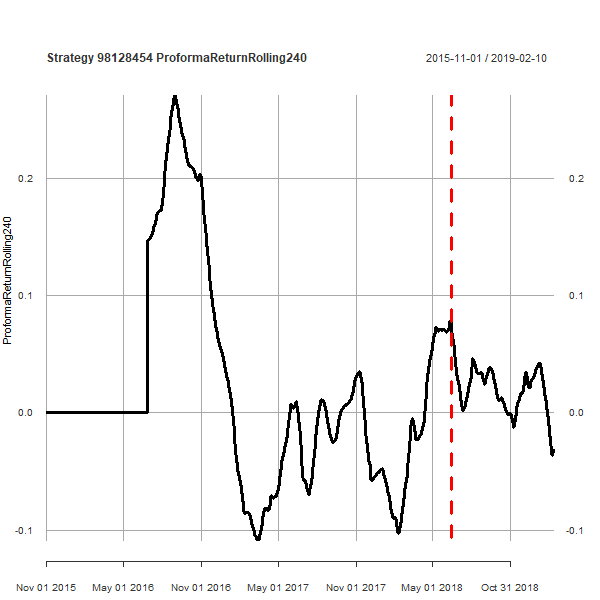 Strategy 98128454 ProformaReturnRolling240
2015-11-01 / 2019-02-10
ProformaReturnRolling240
0.2
0.2
0.1
0.1
0.0
0.0
-0.1
-0.1
Nov 01 2015
May 01 2016
Nov 01 2016
May 01 2017
Nov 01 2017
May 01 2018
Oct 31 2018